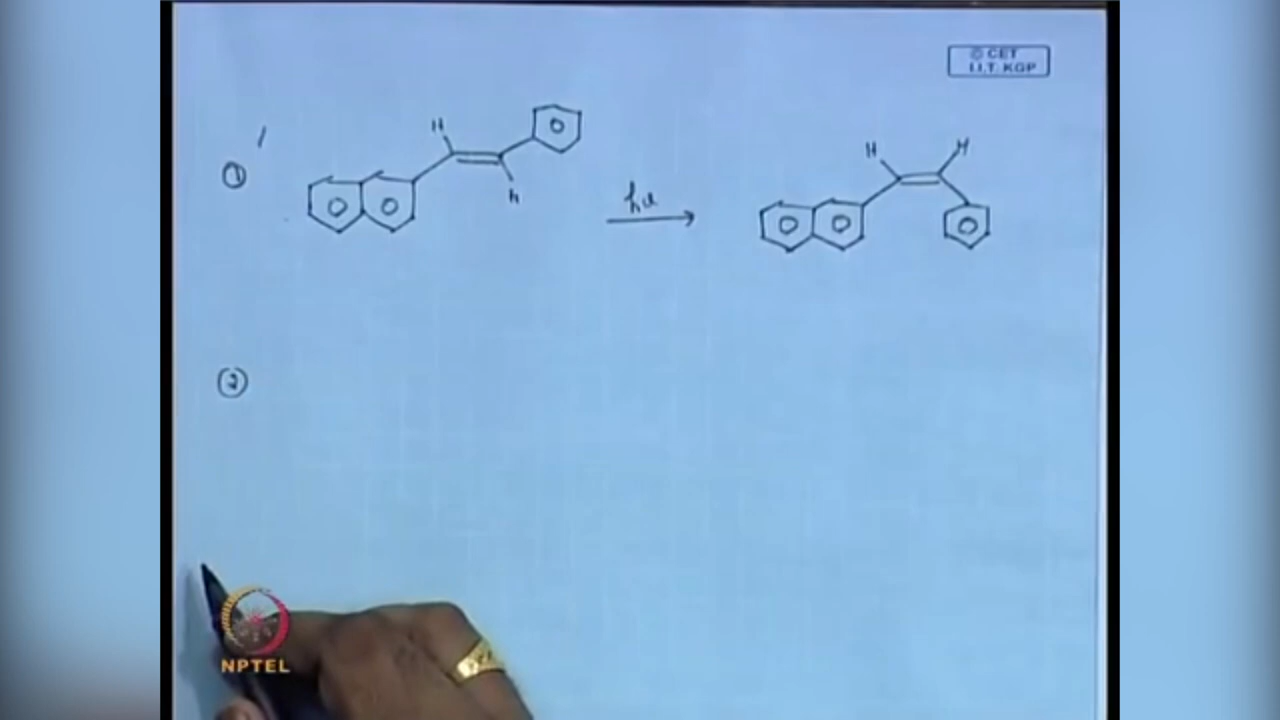 © CET
I.I.T. KGP
①
H
h
hν
H
H
②
NPTEL